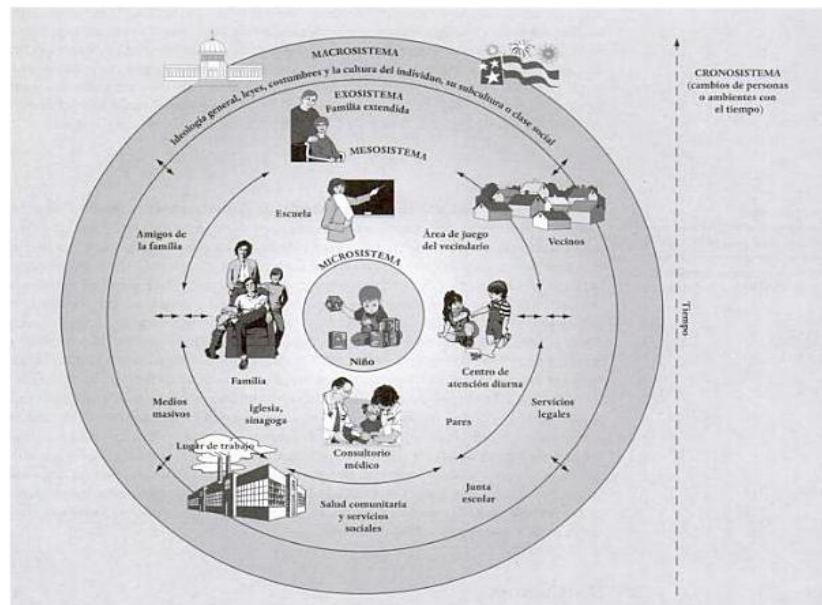 MACROSISTEMA
Ideología general, leyes, costumbres y la cultura del individuo, su subcultura o clase social
EXOSISTEMA
Familia extendida
MESOSISTEMA
Escuela
Amigos de
la familia
Área de juego
del vecindario
Vecinos
MICROSISTEMA
Niño
Familia
Centro de
atención diurna
Medios
masivos
Iglesia,
sinagoga
Consultorio
médico
Pares
Servicios
legales
Lugar de trabajo
Salud comunitaria
y servicios
sociales
Junta
escolar
CRONOSISTEMA
(cambios de personas
o ambientes con
el tiempo)
Tiempo